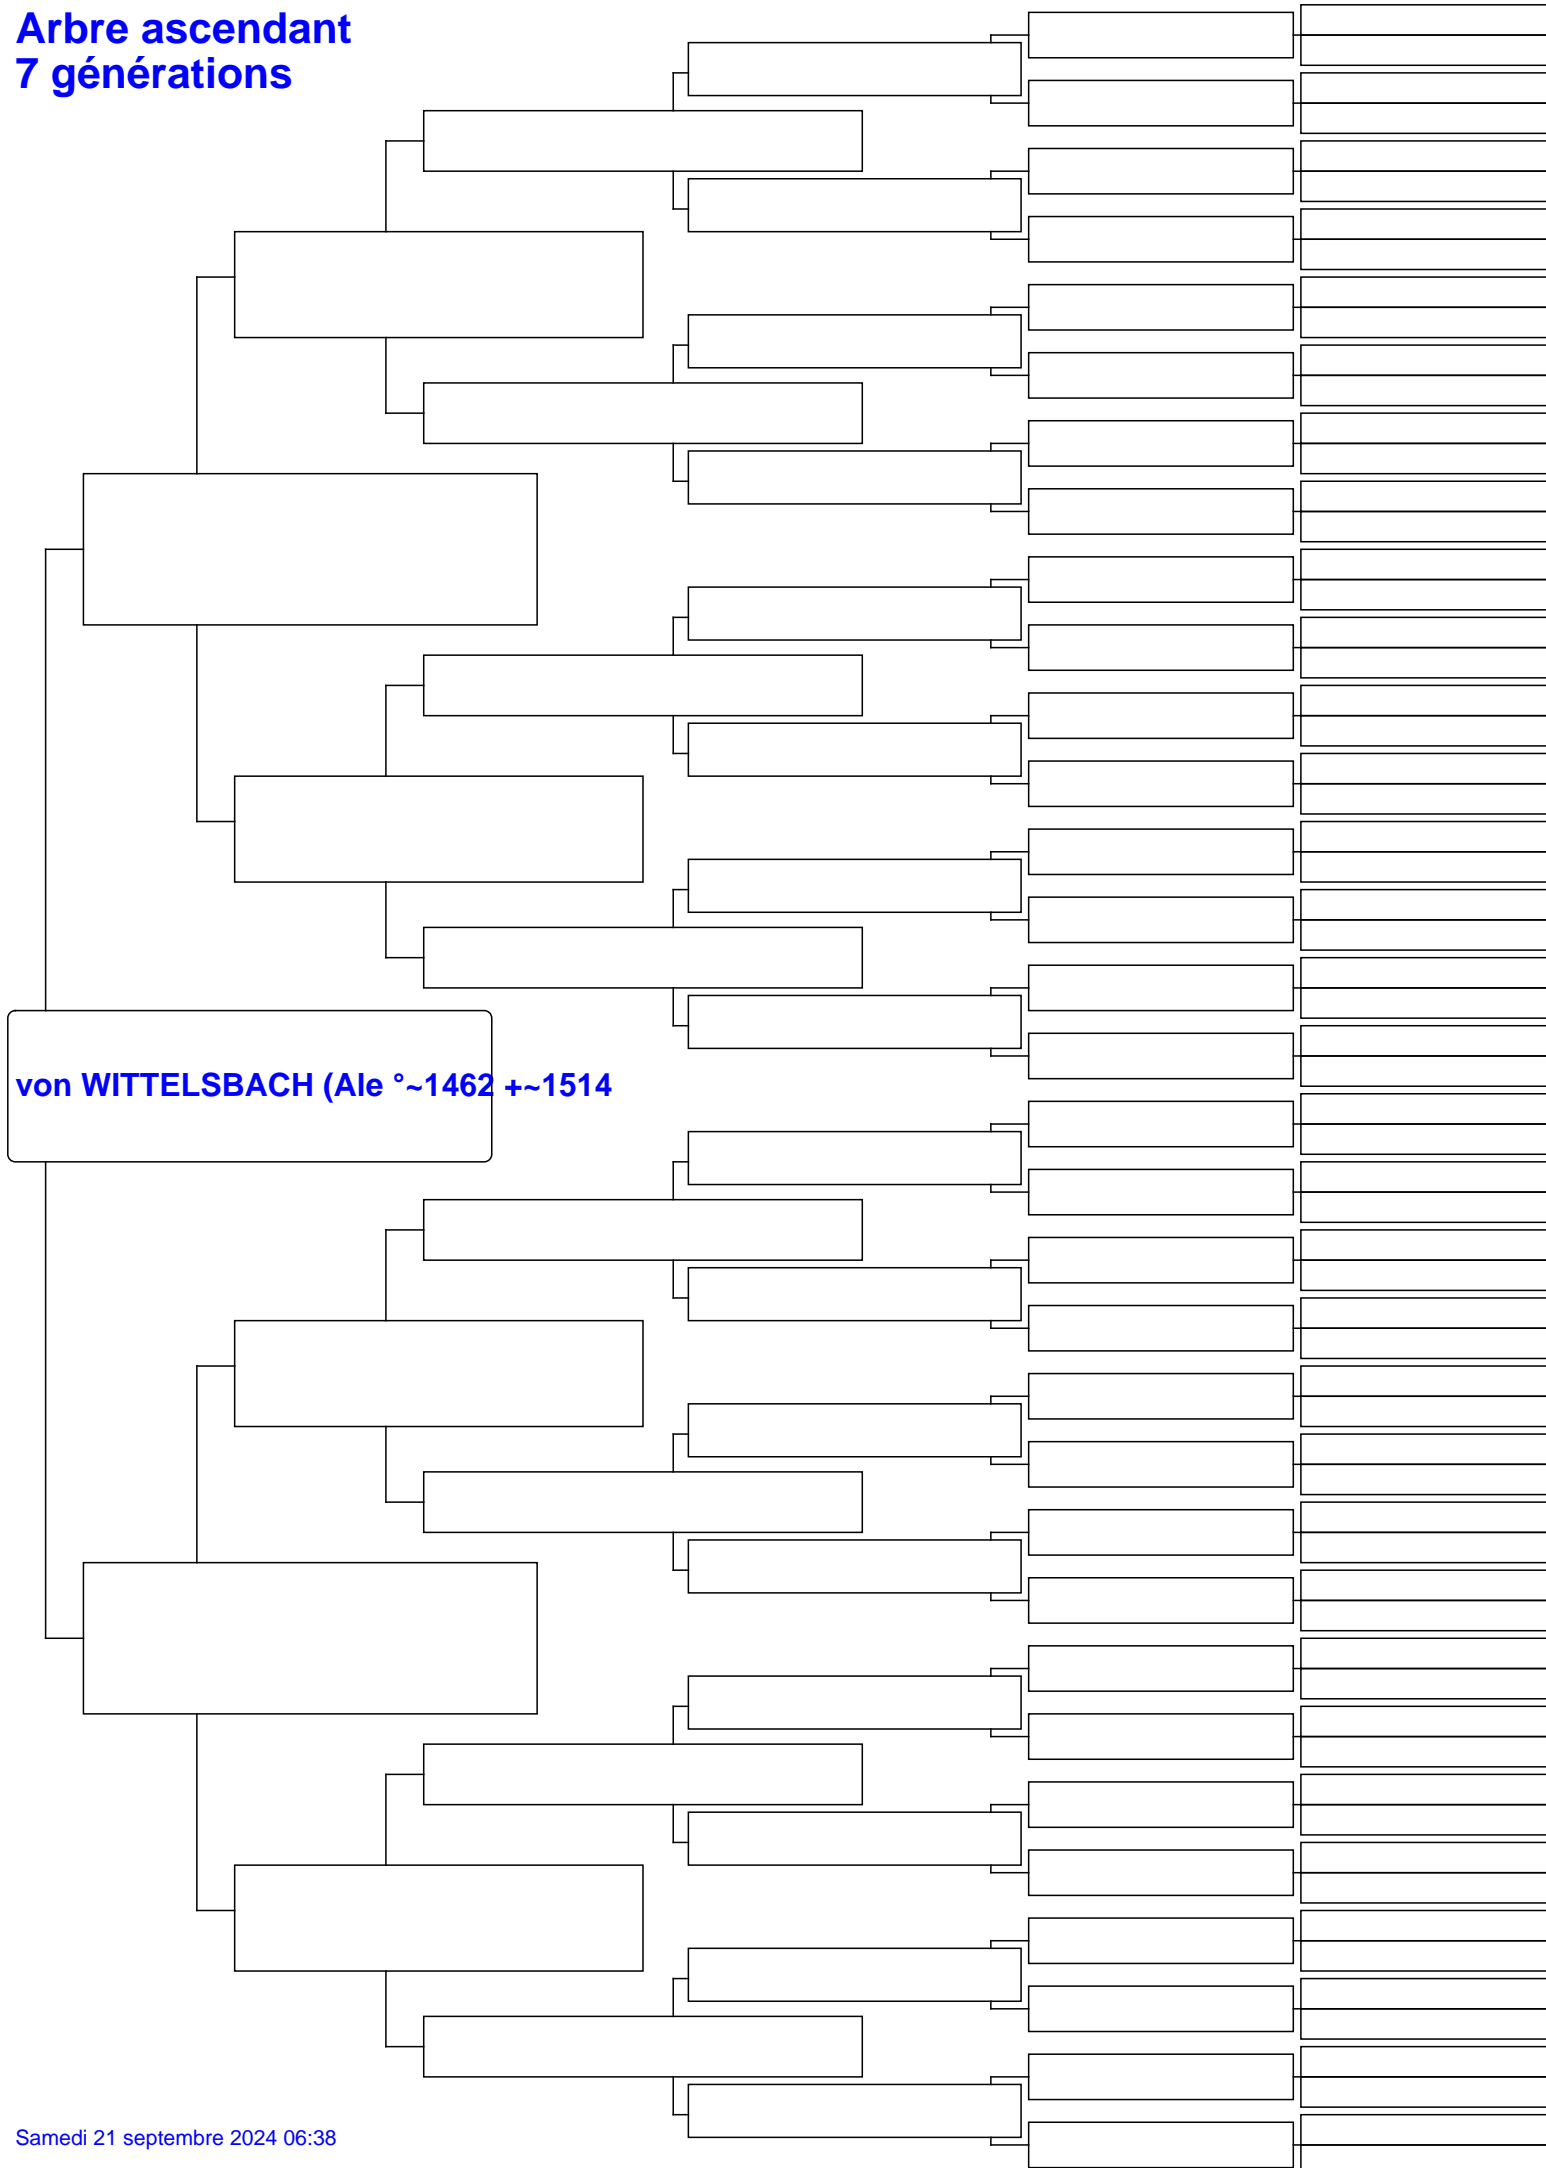 Arbre ascendant
7 générations
von WITTELSBACH (Ale °~1462 +~1514
Samedi 21 septembre 2024 06:38